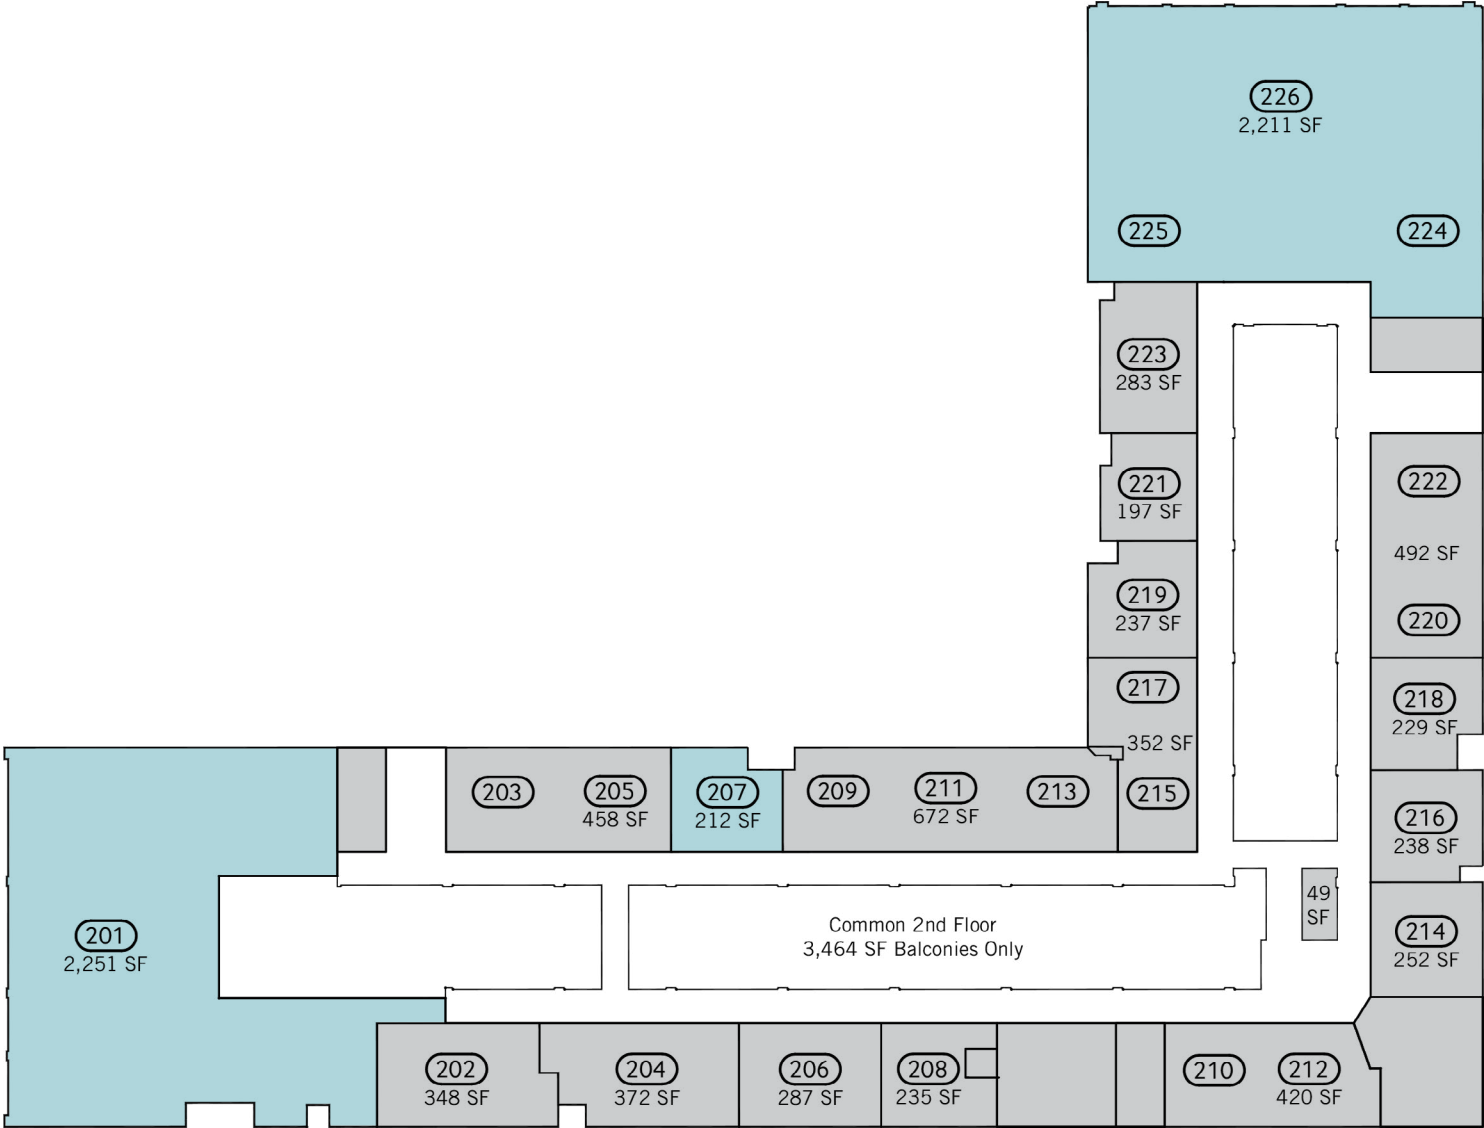 226
2,211 SF
225
224
223
283 SF
221
197 SF
222
492 SF
220
219
237 SF
217
352 SF
218
229 SF
203
205
458 SF
207
212 SF
209
211
672 SF
213
215
216
238 SF
201
2,251 SF
Common 2nd Floor
3,464 SF Balconies Only
49
SF
214
252 SF
202
348 SF
204
372 SF
206
287 SF
208
235 SF
210
212
420 SF